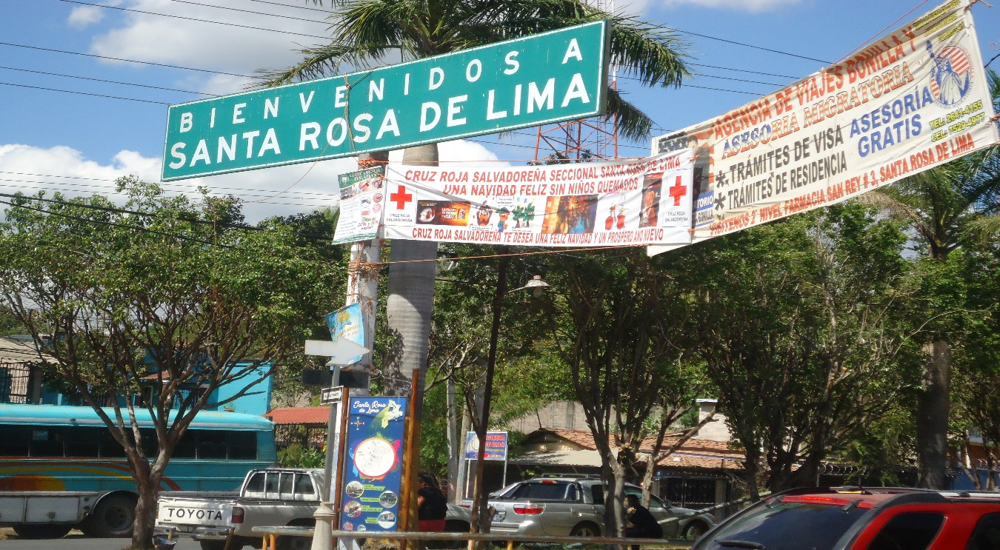 BIENVENIDOS A
SANTA ROSA DE LIMA
CRUZ ROJA SALVADOREÑA SECCIONAL SANTA ROSA DE LIMA
UNA NAVIDAD FELIZ SIN NIÑOS QUEMADOS
CRUZ ROJA
SALVADOREÑA
CRUZ ROJA
SALVADOREÑA
CRUZ ROJA SALVADOREÑA TE DESEA UNA FELIZ NAVIDAD Y UN PROSPERO AÑO NUEVO
AGENCIA DE VIAJES BONILLA Y
ASESORIA MIGRATORIA
* TRÁMITES DE VISA
* TRÁMITES DE RESIDENCIA
ASESORÍA
GRATIS
TEL: 2641-4155
CEL: 7529-4977
2 NIVEL FARMACIA SAN REY # 3, SANTA ROSA DE LIMA
Santa Rosa
de Lima
TOYOTA